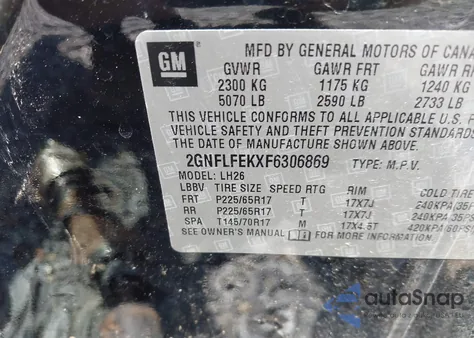 GM
MFD BY GENERAL MOTORS OF CANA
GVWR GAWR FRT GAWR R
2300 KG 1175 KG 1240 KG
5070 LB 2590 LB 2733 LB
THIS VEHICLE CONFORMS TO ALL APPLICABLE U.S. F
VEHICLE SAFETY AND THEFT PREVENTION STANDARDS
THE DATE OF MANUFACTURE SHOWN ABOVE.
2GNFLFEKXF6306869 TYPE: M.P.V.
MODEL: LH26
LBBV TIRE SIZE SPEED RTG RIM COLD TIRE
FRT P225/65R17 T 17X7J 240KPA(35P
RR P225/65R17 T 17X7J 240KPA(35
SPA T145/70R17 M 17X4.5T 420KPA(60PS
SEE OWNER'S MANUAL
autoSnap